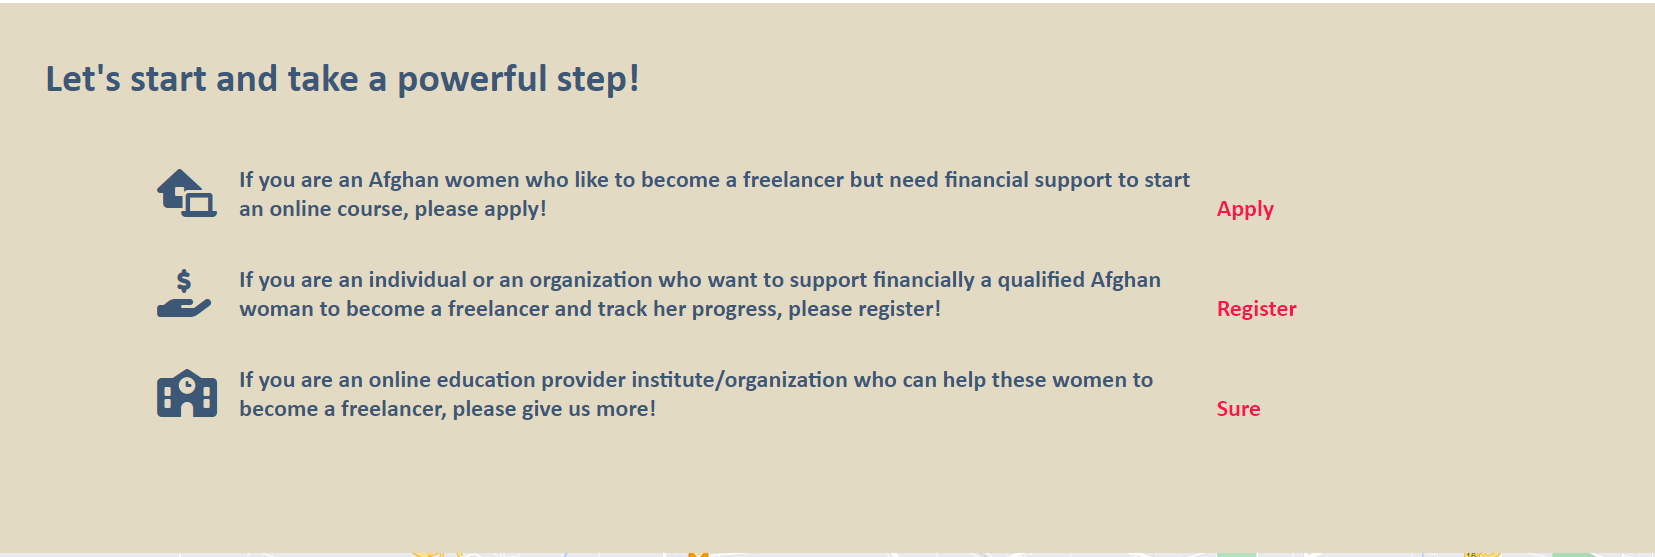 Let's start and take a powerful step!
If you are an Afghan women who like to become a freelancer but need financial support to start
an online course, please apply!
Apply
$
If you are an individual or an organization who want to support financially a qualified Afghan
woman to become a freelancer and track her progress, please register!
Register
If you are an online education provider institute/organization who can help these women to
become a freelancer, please give us more!
Sure
16